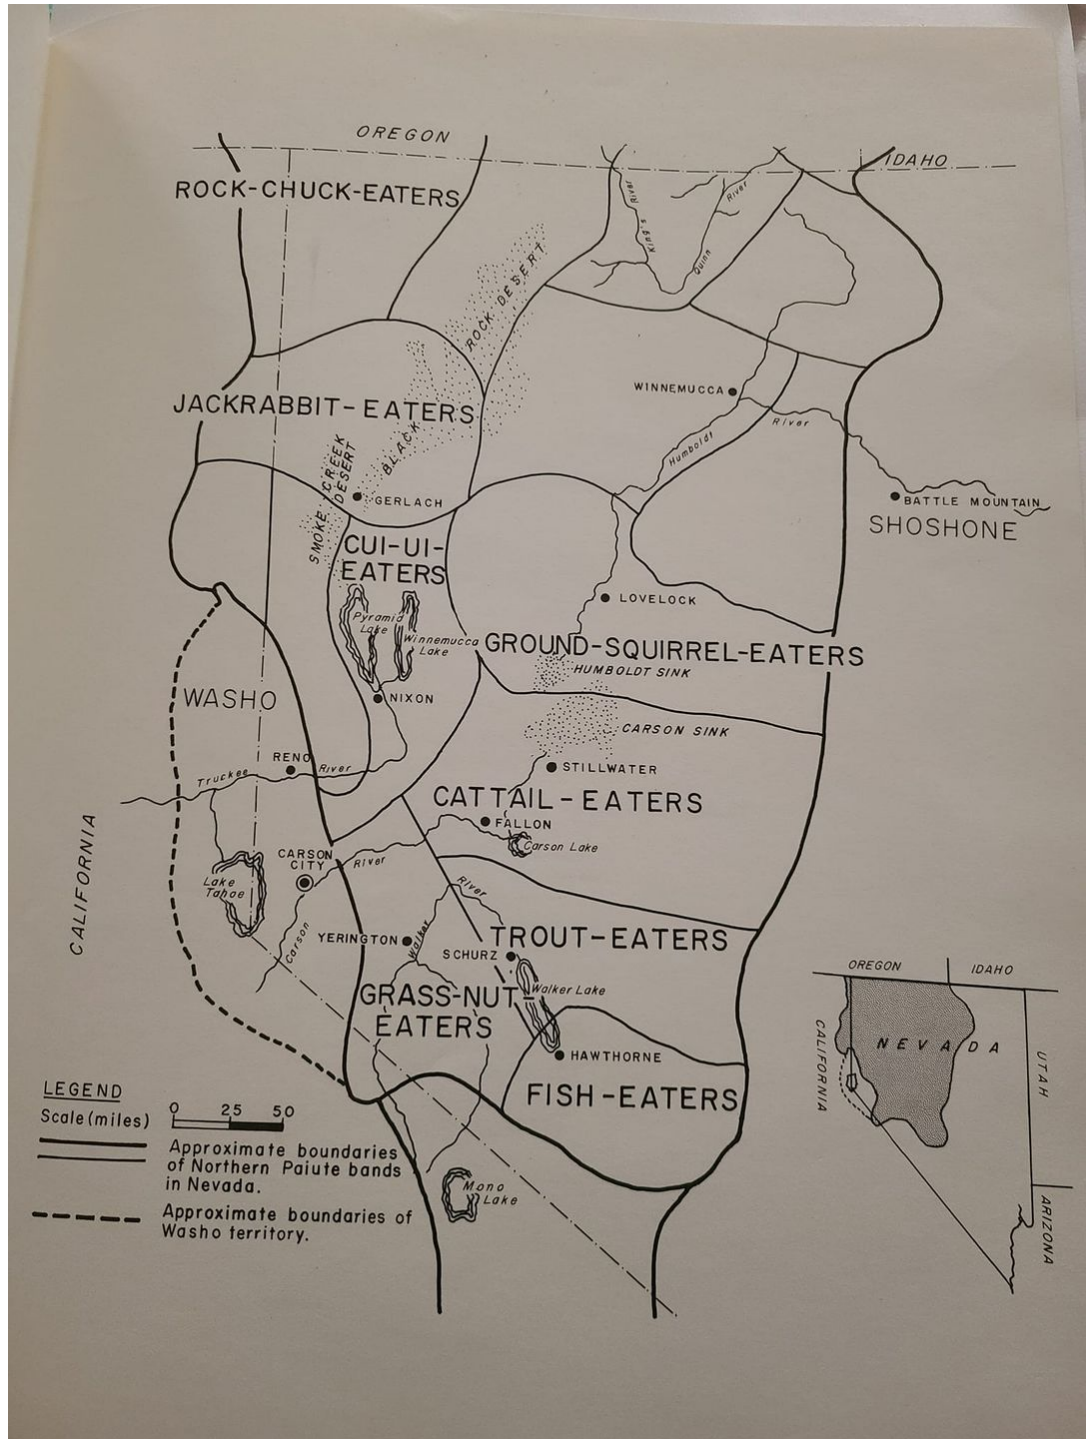 OREGON
IDAHO
ROCK-CHUCK-EATERS
King's River
Quinn River
BLACK ROCK DESERT
WINNEMUCCA
JACKRABBIT-EATERS
Humboldt River
SMOKE CREEK DESERT
GERLACH
BATTLE MOUNTAIN
SHOSHONE
CUI-UI-
EATERS
LOVELOCK
Pyramid
Lake
Winnemucca
Lake
GROUND-SQUIRREL-EATERS
HUMBOLDT SINK
WASHO
NIXON
CARSON SINK
RENO
Truckee River
STILLWATER
CATTAIL-EATERS
FALLON
Carson Lake
CALIFORNIA
CARSON
CITY
Carson River
Lake
Tahoe
Walker River
YERINGTON
TROUT-EATERS
SCHURZ
GRASS-NUT-
EATERS
Walker Lake
HAWTHORNE
FISH-EATERS
Mono
Lake
LEGEND
Scale (miles)
0 25 50
Approximate boundaries
of Northern Paiute bands
in Nevada.
Approximate boundaries of
Washo territory.
OREGON
IDAHO
NEVADA
CALIFORNIA
UTAH
ARIZONA